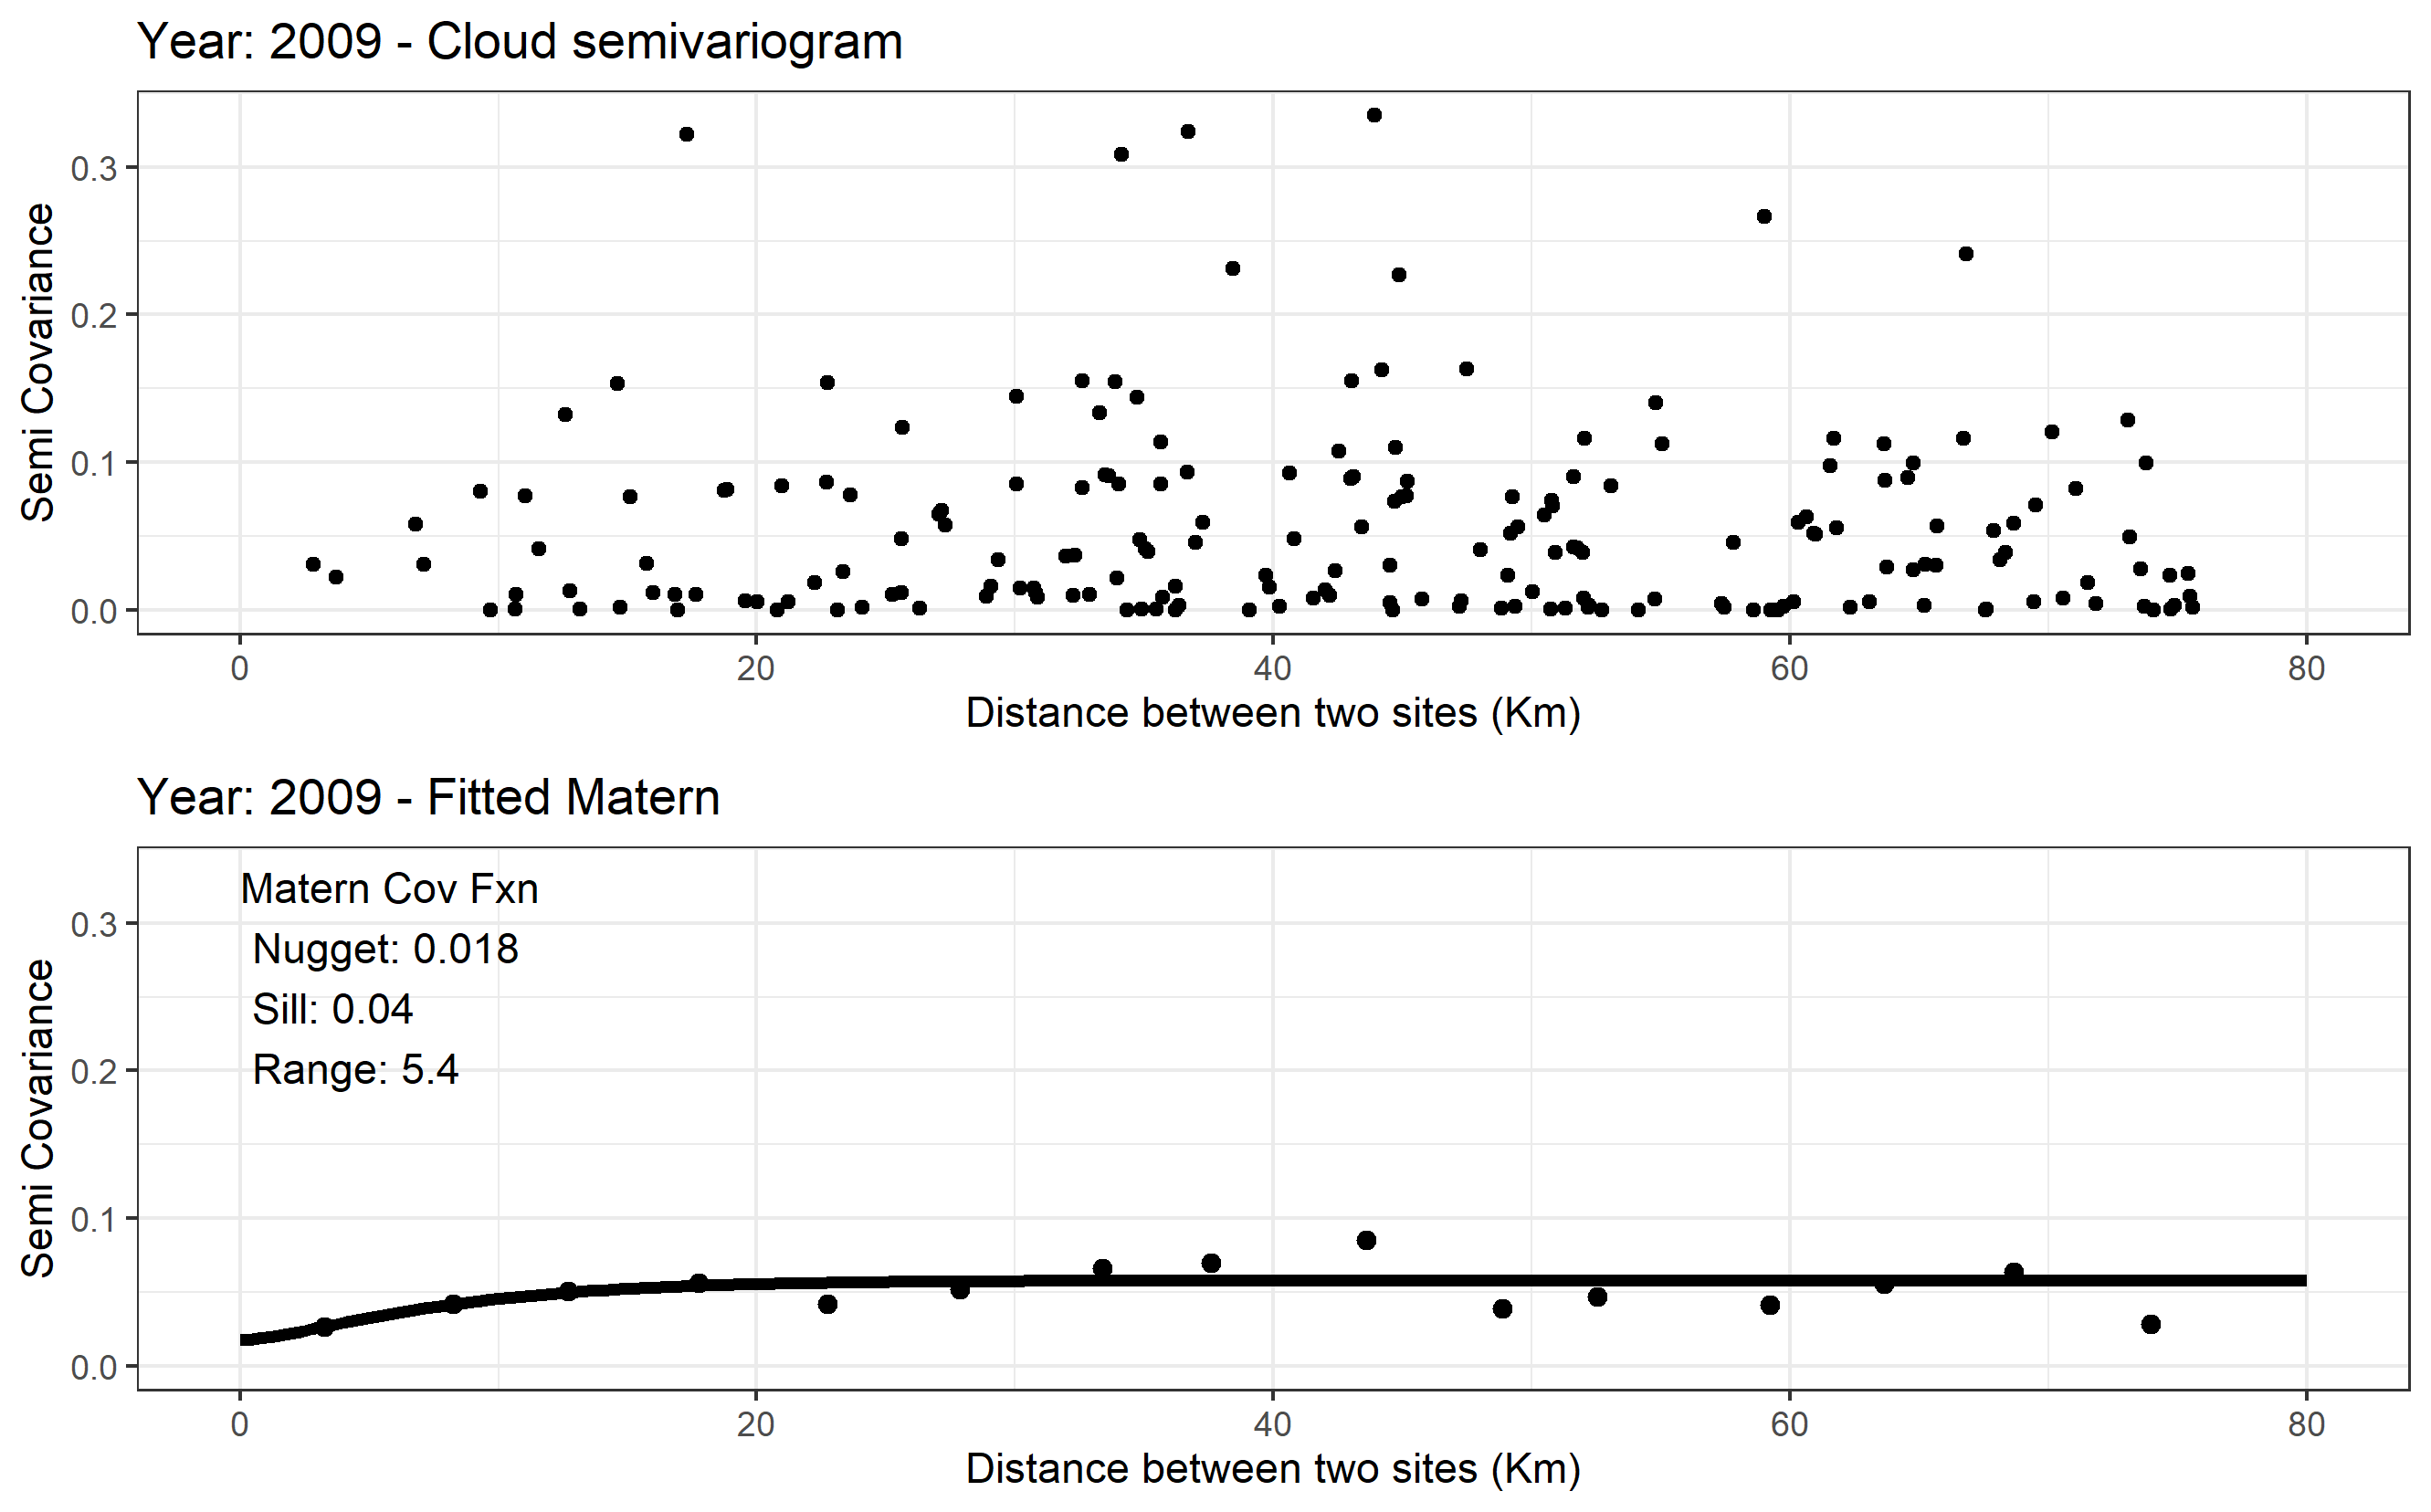 Year: 2009 - Cloud semivariogram
Semi Covariance
0.3
0.2
0.1
0.0
0 20 40 60 80
Distance between two sites (Km)
Year: 2009 - Fitted Matern
Semi Covariance
0.3
0.2
0.1
0.0
Matern Cov Fxn
Nugget: 0.018
Sill: 0.04
Range: 5.4
0 20 40 60 80
Distance between two sites (Km)